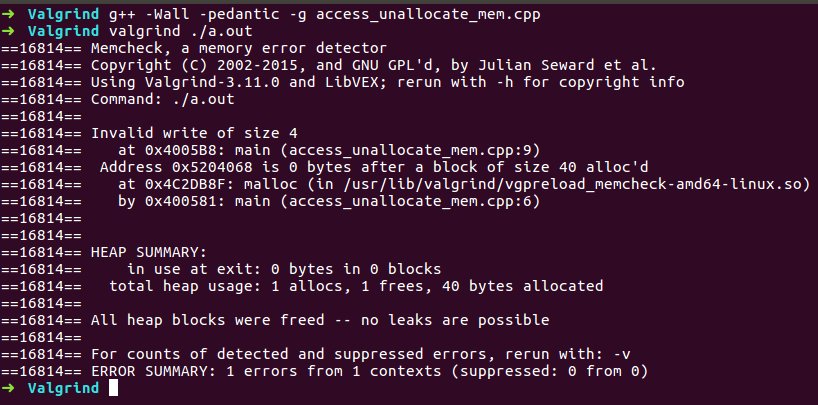 ➜  Valgrind g++ -Wall -pedantic -g access_unallocate_mem.cpp
➜  Valgrind valgrind ./a.out
==16814== Memcheck, a memory error detector
==16814== Copyright (C) 2002-2015, and GNU GPL'd, by Julian Seward et al.
==16814== Using Valgrind-3.11.0 and LibVEX; rerun with -h for copyright info
==16814== Command: ./a.out
==16814==
==16814== Invalid write of size 4
==16814==    at 0x4005B8: main (access_unallocate_mem.cpp:9)
==16814==  Address 0x5204068 is 0 bytes after a block of size 40 alloc'd
==16814==    at 0x4C2DB8F: malloc (in /usr/lib/valgrind/vgpreload_memcheck-amd64-linux.so)
==16814==    by 0x400581: main (access_unallocate_mem.cpp:6)
==16814==
==16814==
==16814== HEAP SUMMARY:
==16814==     in use at exit: 0 bytes in 0 blocks
==16814==   total heap usage: 1 allocs, 1 frees, 40 bytes allocated
==16814==
==16814== All heap blocks were freed -- no leaks are possible
==16814==
==16814== For counts of detected and suppressed errors, rerun with: -v
==16814== ERROR SUMMARY: 1 errors from 1 contexts (suppressed: 0 from 0)
➜  Valgrind